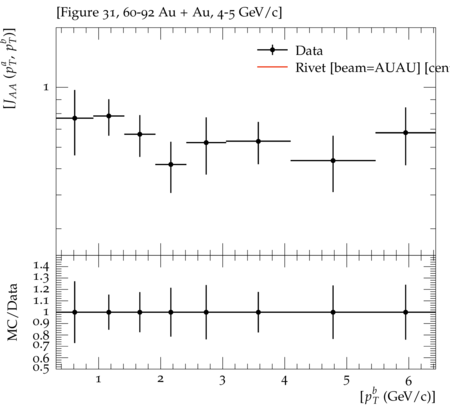 [Figure 31, 60-92 Au + Au, 4-5 GeV/c]
[J_{AA} (p_T^a, p_T^b)]
Data
Rivet [beam=AUAU] [cen
1
MC/Data
1.4
1.3
1.2
1.1
1
0.9
0.8
0.7
0.6
0.5
1 2 3 4 5 6
[p_T^b (GeV/c)]